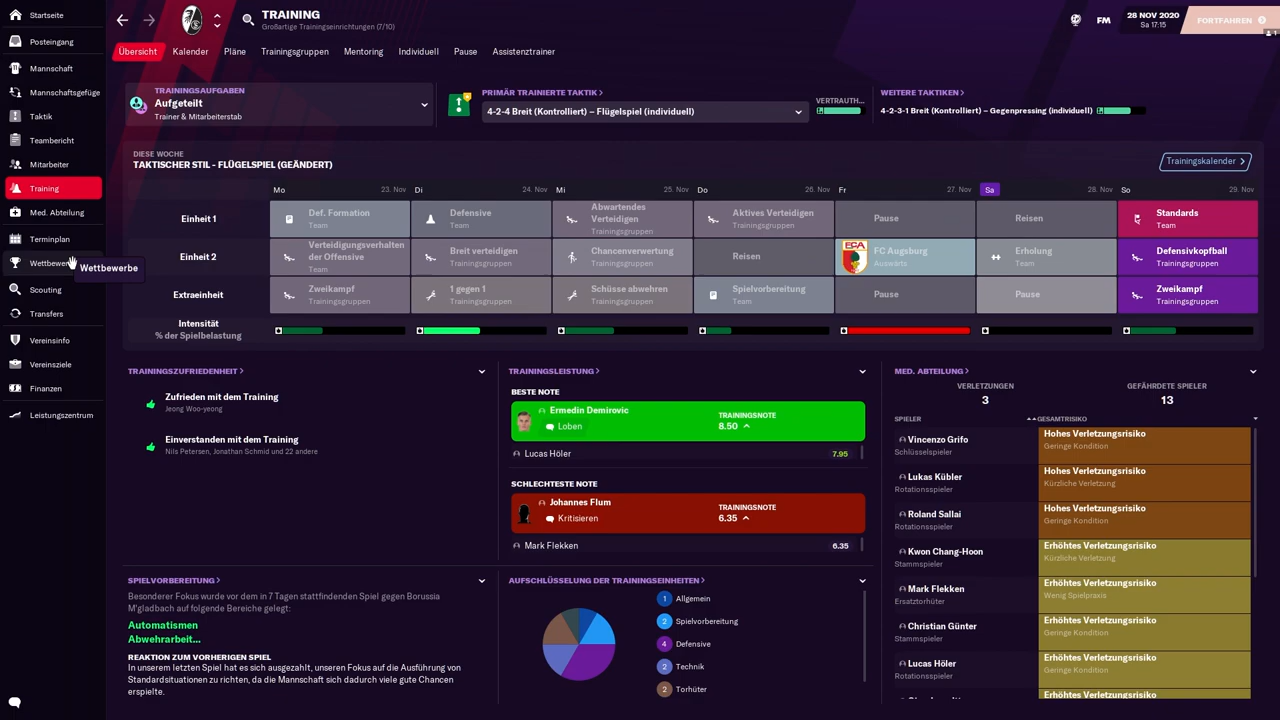 Startseite
Posteingang
Mannschaft
Mannschaftsgefüge
Taktik
Teambericht
Mitarbeiter
Training
Med. Abteilung
Terminplan
Wettbewerbe
Scouting
Transfers
Vereinsinfo
Vereinsziele
Finanzen
Leistungszentrum
TRAINING
Großartige Trainingseinrichtungen (7/10)
FM
28 NOV 2020
Sa 17:15
FORTFAHREN
1
Übersicht
Kalender
Pläne
Trainingsgruppen
Mentoring
Individuell
Pause
Assistenztrainer
TRAININGSAUFGABEN
Aufgeteilt
Trainer & Mitarbeiterstab
PRIMÄR TRAINIERTE TAKTIK
4-2-4 Breit (Kontrolliert) – Flügelspiel (individuell)
VERTRAUTH...
WEITERE TAKTIKEN
4-2-3-1 Breit (Kontrolliert) – Gegenpressing (individuell)
DIESE WOCHE
TAKTISCHER STIL - FLÜGELSPIEL (GEÄNDERT)
Trainingskalender
Mo 23. Nov Di 24. Nov Mi 25. Nov Do 26. Nov Fr 27. Nov Sa 28. Nov So 29. Nov
Einheit 1
Def. Formation
Team
Defensive
Team
Abwartendes
Verteidigen
Trainingsgruppen
Aktives Verteidigen
Trainingsgruppen
Pause
Reisen
Standards
Team
Einheit 2
Verteidigungsverhalten
der Offensive
Team
Breit verteidigen
Trainingsgruppen
Chancenverwertung
Trainingsgruppen
Reisen
FCA
FC Augsburg
Auswärts
Erholung
Team
Defensivkopfball
Trainingsgruppen
Extraeinheit
Zweikampf
Trainingsgruppen
1 gegen 1
Trainingsgruppen
Schüsse abwehren
Trainingsgruppen
Spielvorbereitung
Team
Pause
Pause
Zweikampf
Trainingsgruppen
Intensität
% der Spielbelastung
TRAININGSZUFRIEDENHEIT
Zufrieden mit dem Training
Jeong Woo-yeong
Einverstanden mit dem Training
Nils Petersen, Jonathan Schmid und 22 andere
TRAININGSLEISTUNG
BESTE NOTE
Ermedin Demirovic
Loben
TRAININGSNOTE
8.50
Lucas Höler 7.95
SCHLECHTESTE NOTE
Johannes Flum
Kritisieren
TRAININGSNOTE
6.35
Mark Flekken 6.35
MED. ABTEILUNG
VERLETZUNGEN
3
GEFÄHRDETE SPIELER
13
SPIELER GESAMTRISIKO
Vincenzo Grifo
Schlüsselspieler
Hohes Verletzungsrisiko
Geringe Kondition
Lukas Kübler
Rotationsspieler
Hohes Verletzungsrisiko
Kürzliche Verletzung
Roland Sallai
Rotationsspieler
Hohes Verletzungsrisiko
Geringe Kondition
Kwon Chang-Hoon
Stammspieler
Erhöhtes Verletzungsrisiko
Kürzliche Verletzung
Mark Flekken
Ersatztorhüter
Erhöhtes Verletzungsrisiko
Wenig Spielpraxis
Christian Günter
Stammspieler
Erhöhtes Verletzungsrisiko
Geringe Kondition
Lucas Höler
Rotationsspieler
Erhöhtes Verletzungsrisiko
Geringe Kondition
Erhöhtes Verletzungsrisiko
SPIELVORBEREITUNG
Besonderer Fokus wurde vor dem in 7 Tagen stattfindenden Spiel gegen Borussia
M'gladbach auf folgende Bereiche gelegt:
Automatismen
Abwehrarbeit...
REAKTION ZUM VORHERIGEN SPIEL
In unserem letzten Spiel hat es sich ausgezahlt, unseren Fokus auf die Ausführung von
Standardsituationen zu richten, da die Mannschaft sich dadurch viele gute Chancen
erspielte.
AUFSCHLÜSSELUNG DER TRAININGSEINHEITEN
1 Allgemein
2 Spielvorbereitung
4 Defensive
2 Technik
2 Torhüter